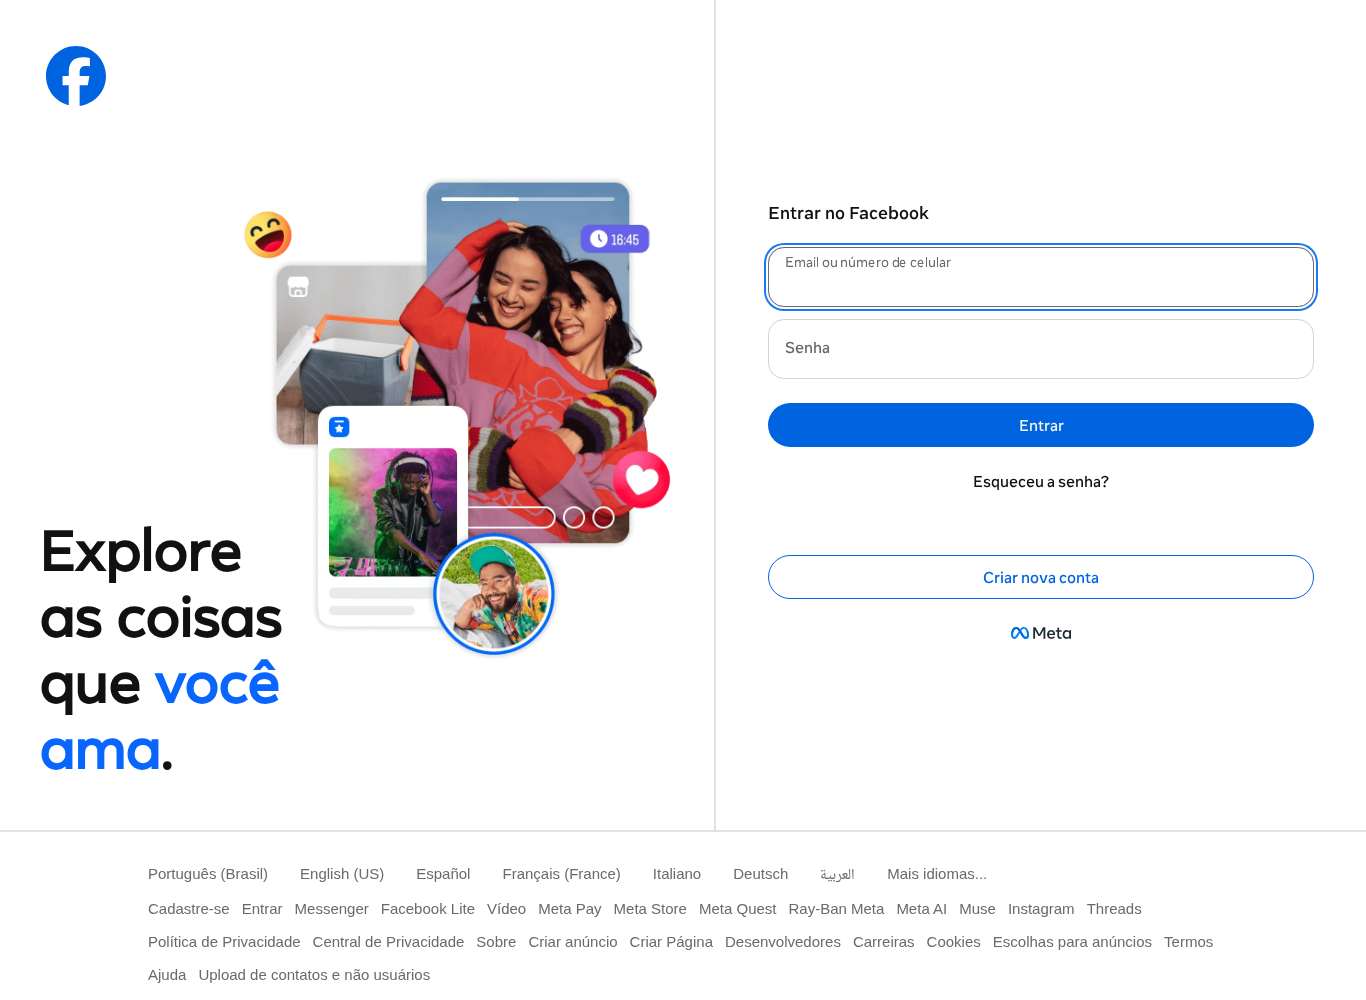 16:45
Explore
as coisas
que você
ama.
Entrar no Facebook
Email ou número de celular
Senha
Entrar
Esqueceu a senha?
Criar nova conta
Meta
Português (Brasil) English (US) Español Français (France) Italiano Deutsch العربية Mais idiomas...
Cadastre-se Entrar Messenger Facebook Lite Vídeo Meta Pay Meta Store Meta Quest Ray-Ban Meta Meta AI Muse Instagram Threads
Política de Privacidade Central de Privacidade Sobre Criar anúncio Criar Página Desenvolvedores Carreiras Cookies Escolhas para anúncios Termos
Ajuda Upload de contatos e não usuários